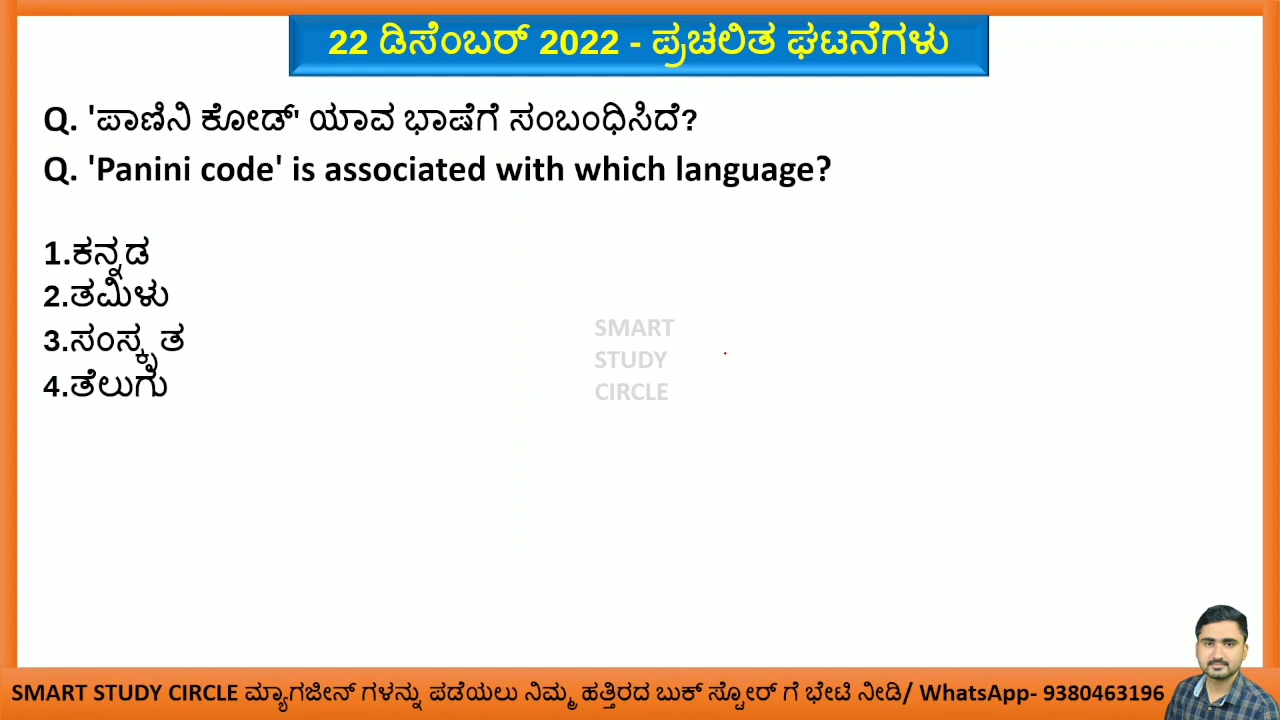 22 ಡಿಸೆಂಬರ್ 2022 - ಪ್ರಚಲಿತ ಘಟನೆಗಳು
Q. 'ಪಾಣಿನಿ ಕೋಡ್' ಯಾವ ಭಾಷೆಗೆ ಸಂಬಂಧಿಸಿದೆ?
Q. 'Panini code' is associated with which language?
1.ಕನ್ನಡ
2.ತಮಿಳು
3.ಸಂಸ್ಕೃತ
4.ತೆಲುಗು
SMART
STUDY
CIRCLE
SMART STUDY CIRCLE ಮ್ಯಾಗಜೀನ್ ಗಳನ್ನು ಪಡೆಯಲು ನಿಮ್ಮ ಹತ್ತಿರದ ಬುಕ್ ಸ್ಟೋರ್ ಗೆ ಭೇಟಿ ನೀಡಿ/ WhatsApp- 9380463196